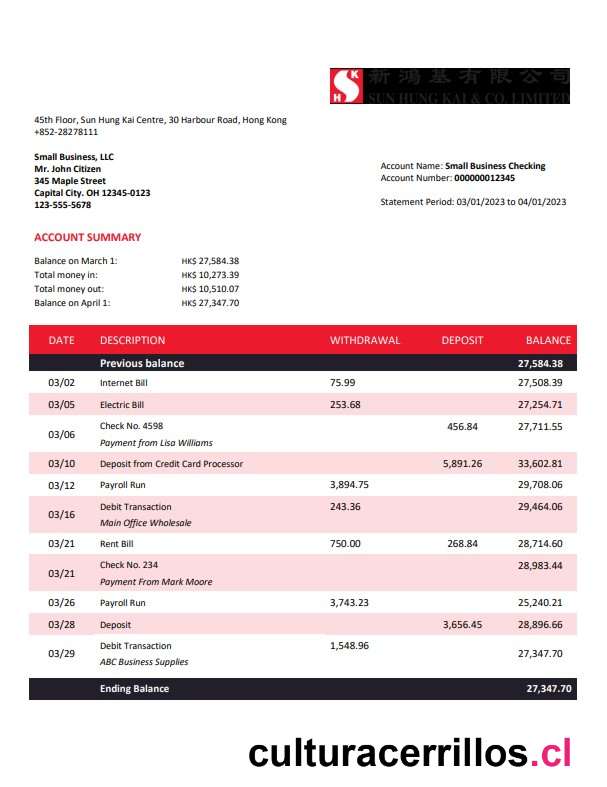 新鴻基有限公司
SUN HUNG KAI & CO. LIMITED
S K H
45th Floor, Sun Hung Kai Centre, 30 Harbour Road, Hong Kong
+852-28278111
Small Business, LLC
Mr. John Citizen
345 Maple Street
Capital City. OH 12345-0123
123-555-5678
Account Name: Small Business Checking
Account Number: 000000012345
Statement Period: 03/01/2023 to 04/01/2023
ACCOUNT SUMMARY
Balance on March 1: HK$ 27,584.38
Total money in: HK$ 10,273.39
Total money out: HK$ 10,510.07
Balance on April 1: HK$ 27,347.70
DATE DESCRIPTION WITHDRAWAL DEPOSIT BALANCE
Previous balance 27,584.38
03/02 Internet Bill 75.99 27,508.39
03/05 Electric Bill 253.68 27,254.71
03/06 Check No. 4598 456.84 27,711.55
Payment from Lisa Williams
03/10 Deposit from Credit Card Processor 5,891.26 33,602.81
03/12 Payroll Run 3,894.75 29,708.06
03/16 Debit Transaction 243.36 29,464.06
Main Office Wholesale
03/21 Rent Bill 750.00 268.84 28,714.60
03/21 Check No. 234 28,983.44
Payment From Mark Moore
03/26 Payroll Run 3,743.23 25,240.21
03/28 Deposit 3,656.45 28,896.66
03/29 Debit Transaction 1,548.96 27,347.70
ABC Business Supplies
Ending Balance 27,347.70
culturacerrillos.cl